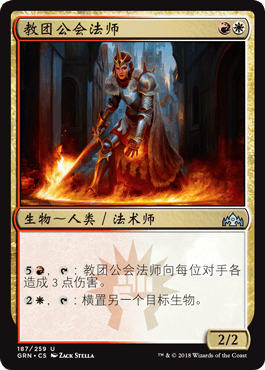 教团公会法师
生物～人类／法术师
5，：教团公会法师向每位对手各
造成 3 点伤害。
2，：横置另一个目标生物。
2/2
187/259 U
GRN • CS ZACK STELLA
™ & © 2018 Wizards of the Coast